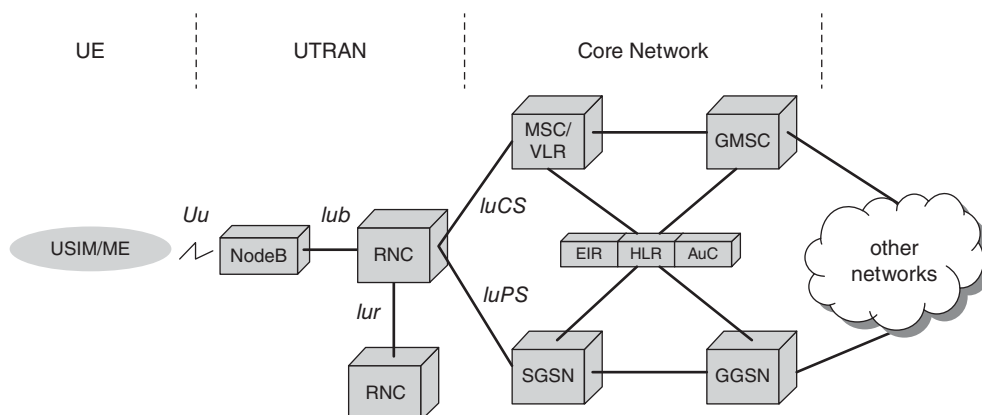 UE
UTRAN
Core Network
MSC/
VLR
GMSC
Uu
Iub
IuCS
USIM/ME
NodeB
RNC
EIR
HLR
AuC
other
networks
IuPS
Iur
RNC
SGSN
GGSN